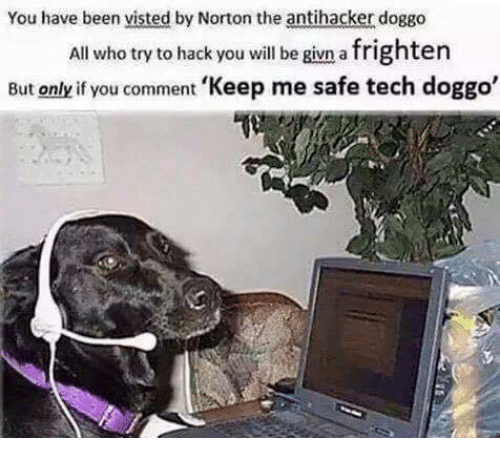 You have been visted by Norton the antihacker doggo
All who try to hack you will be givn a frighten
But only if you comment 'Keep me safe tech doggo'